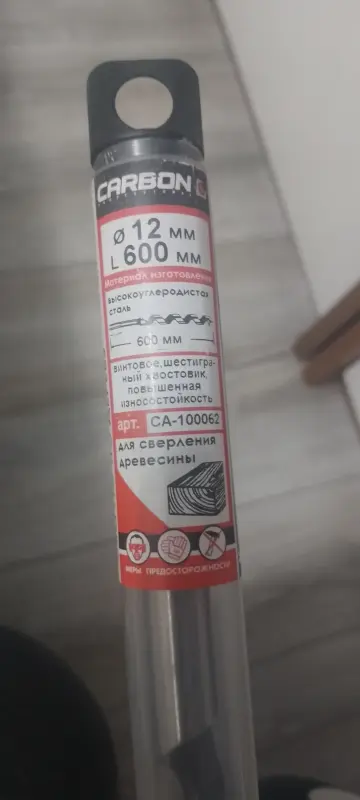 CARBON
Ø 12 мм
L 600 мм
Материал изготовления
высокоуглеродистая
сталь
600 мм
винтовое, шестигра-
ный хвостовик,
повышенная
износостойкость
арт. CA-100062
для сверления
древесины
МЕРЫ ПРЕДОСТОРОЖНОСТИ